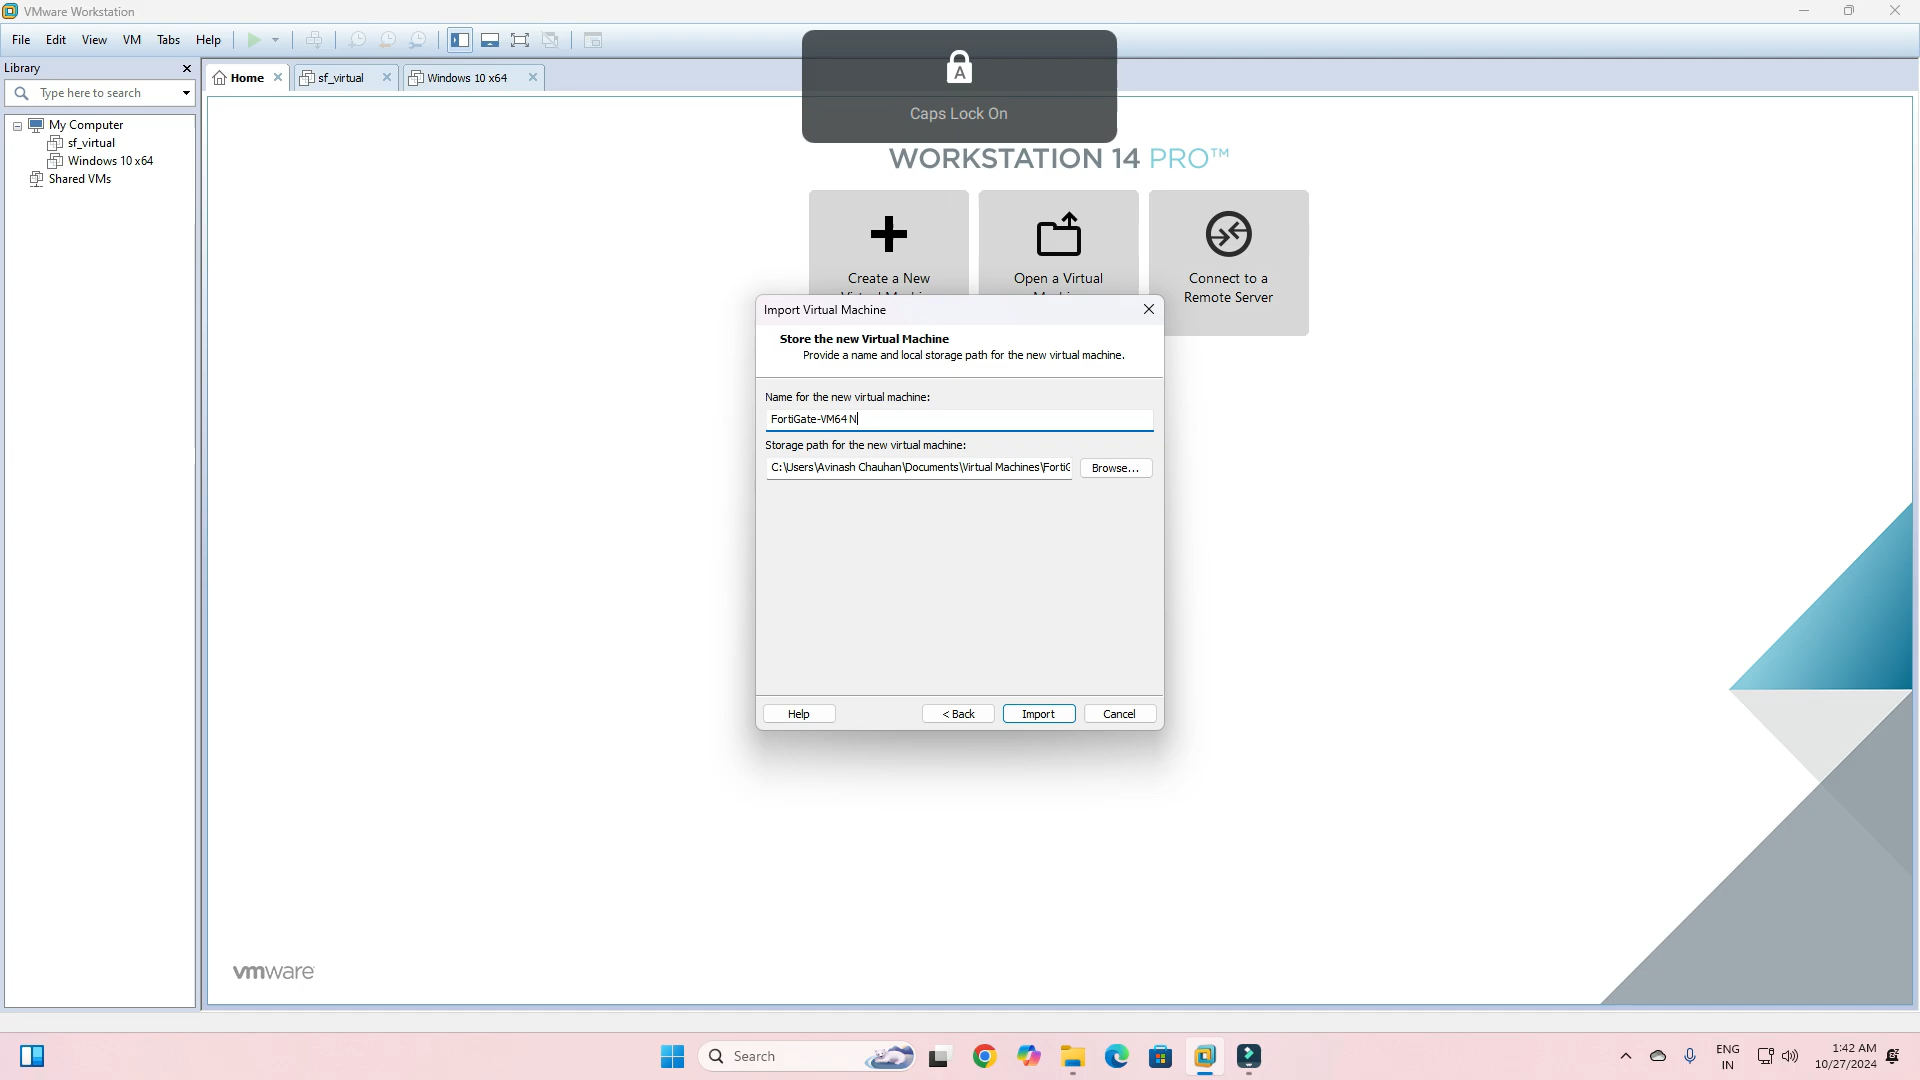 VMware Workstation
File Edit View VM Tabs Help
Library
Type here to search
Home
sf_virtual
Windows 10 x64
My Computer
sf_virtual
Windows 10 x64
Shared VMs
A
Caps Lock On
WORKSTATION 14 PRO™
Create a New
Open a Virtual
Connect to a
Remote Server
Import Virtual Machine
Store the new Virtual Machine
Provide a name and local storage path for the new virtual machine.
Name for the new virtual machine:
FortiGate-VM64 N
Storage path for the new virtual machine:
C:\Users\Avinash Chauhan\Documents\Virtual Machines\FortiG
Browse...
Help
< Back
Import
Cancel
vmware
Search
ENG
IN
1:42 AM
10/27/2024